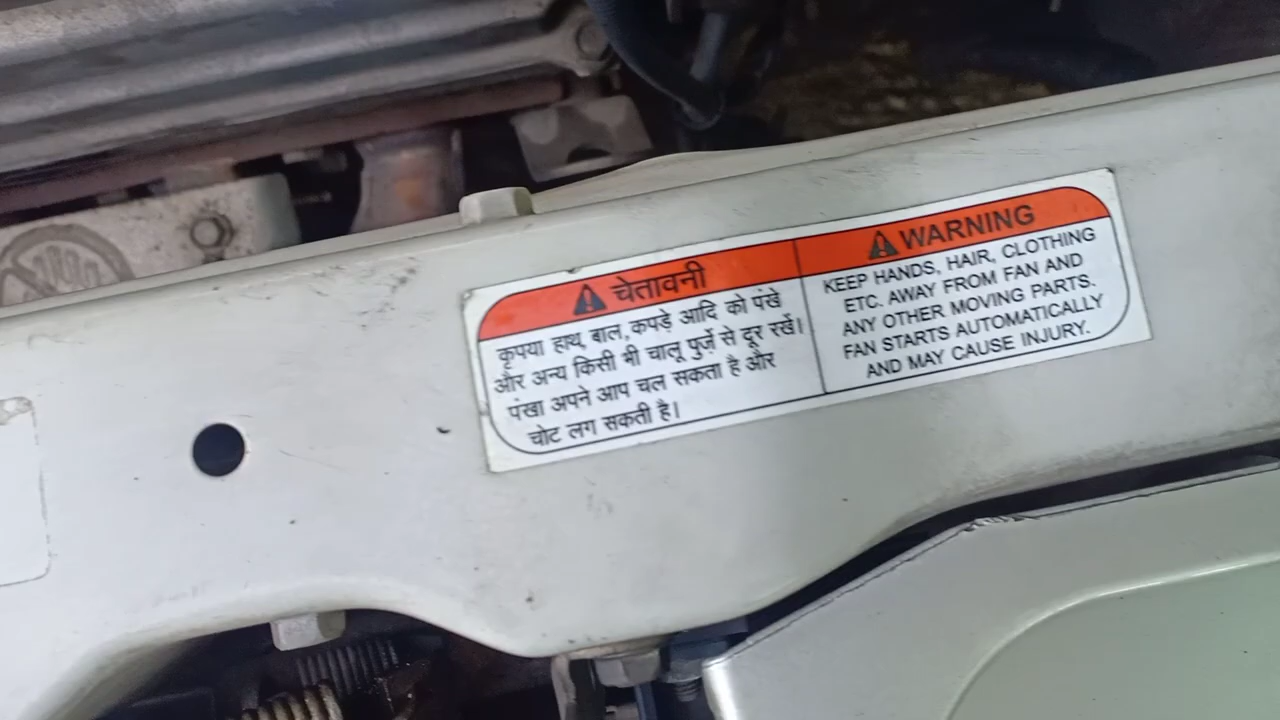 चेतावनी
कृपया हाथ, बाल, कपड़े आदि को पंखे
और अन्य किसी भी चालू पुर्ज़े से दूर रखें।
पंखा अपने आप चल सकता है और
चोट लग सकती है।
WARNING
KEEP HANDS, HAIR, CLOTHING
ETC. AWAY FROM FAN AND
ANY OTHER MOVING PARTS.
FAN STARTS AUTOMATICALLY
AND MAY CAUSE INJURY.